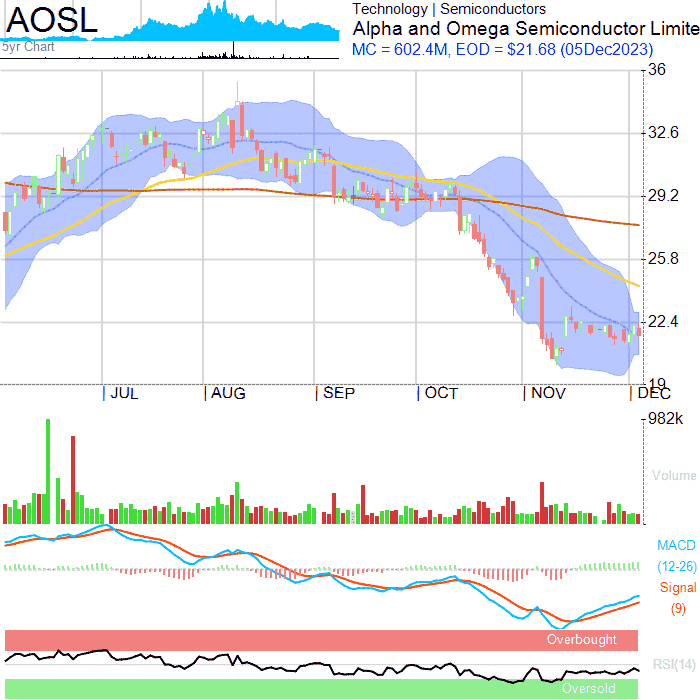 AOSL
5yr Chart
Technology | Semiconductors
Alpha and Omega Semiconductor Limite
MC = 602.4M, EOD = $21.68 (05Dec2023)
36
32.6
29.2
25.8
22.4
19
JUL AUG SEP OCT NOV DEC
982k
Volume
MACD
(12-26)
Signal
(9)
Overbought
RSI(14)
Oversold